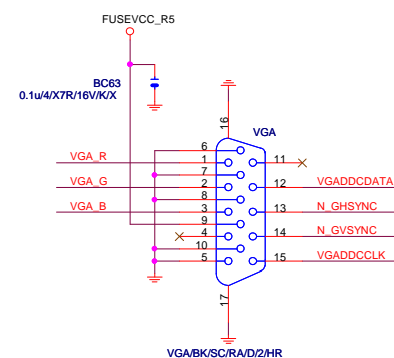 FUSEVCC_R5
BC63
0.1u/4/X7R/16V/K/X
16
VGA
6
VGA_R
1
11
7
VGA_G
2
12
VGADDCDATA
8
VGA_B
3
13
N_GHSYNC
9
4
14
N_GVSYNC
10
5
15
VGADDCCLK
17
VGA/BK/SC/RA/D/2/HR